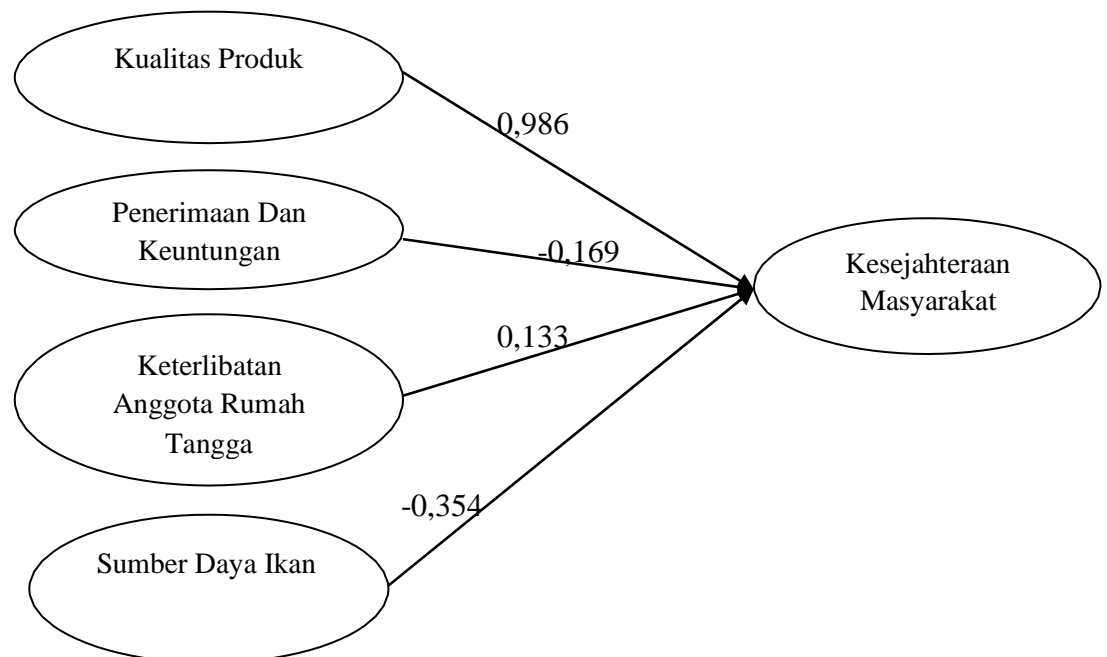 Kualitas Produk
0,986
Penerimaan Dan
Keuntungan
-0,169
Kesejahteraan
Masyarakat
0,133
Keterlibatan
Anggota Rumah
Tangga
-0,354
Sumber Daya Ikan